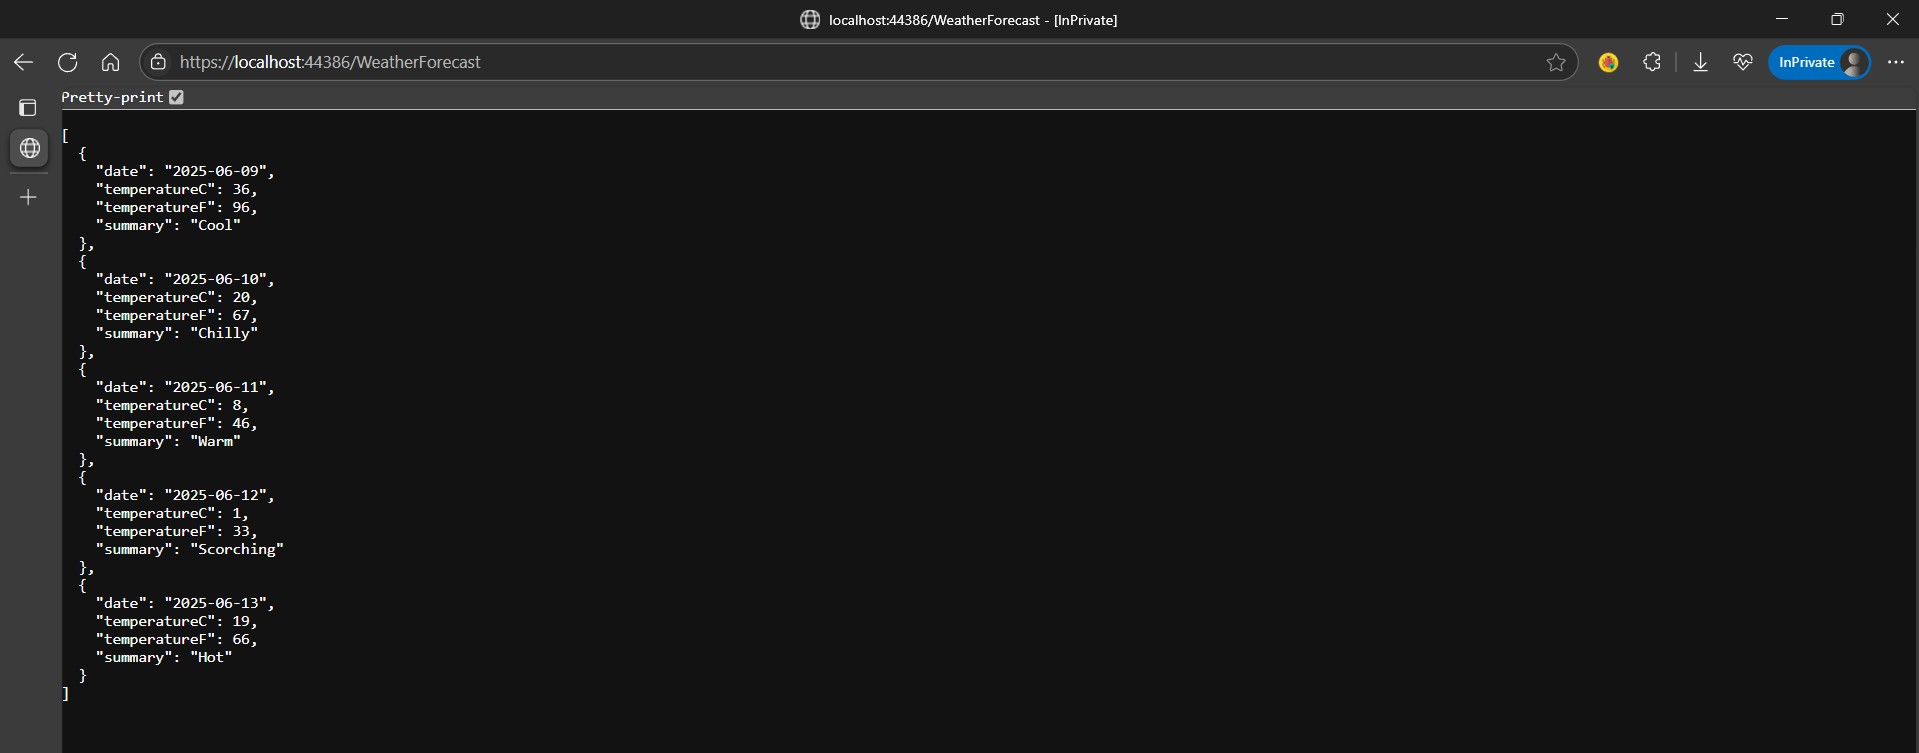 localhost:44386/WeatherForecast - [InPrivate]
https://localhost:44386/WeatherForecast
InPrivate
Pretty-print
[
  {
    "date": "2025-06-09",
    "temperatureC": 36,
    "temperatureF": 96,
    "summary": "Cool"
  },
  {
    "date": "2025-06-10",
    "temperatureC": 20,
    "temperatureF": 67,
    "summary": "Chilly"
  },
  {
    "date": "2025-06-11",
    "temperatureC": 8,
    "temperatureF": 46,
    "summary": "Warm"
  },
  {
    "date": "2025-06-12",
    "temperatureC": 1,
    "temperatureF": 33,
    "summary": "Scorching"
  },
  {
    "date": "2025-06-13",
    "temperatureC": 19,
    "temperatureF": 66,
    "summary": "Hot"
  }
]